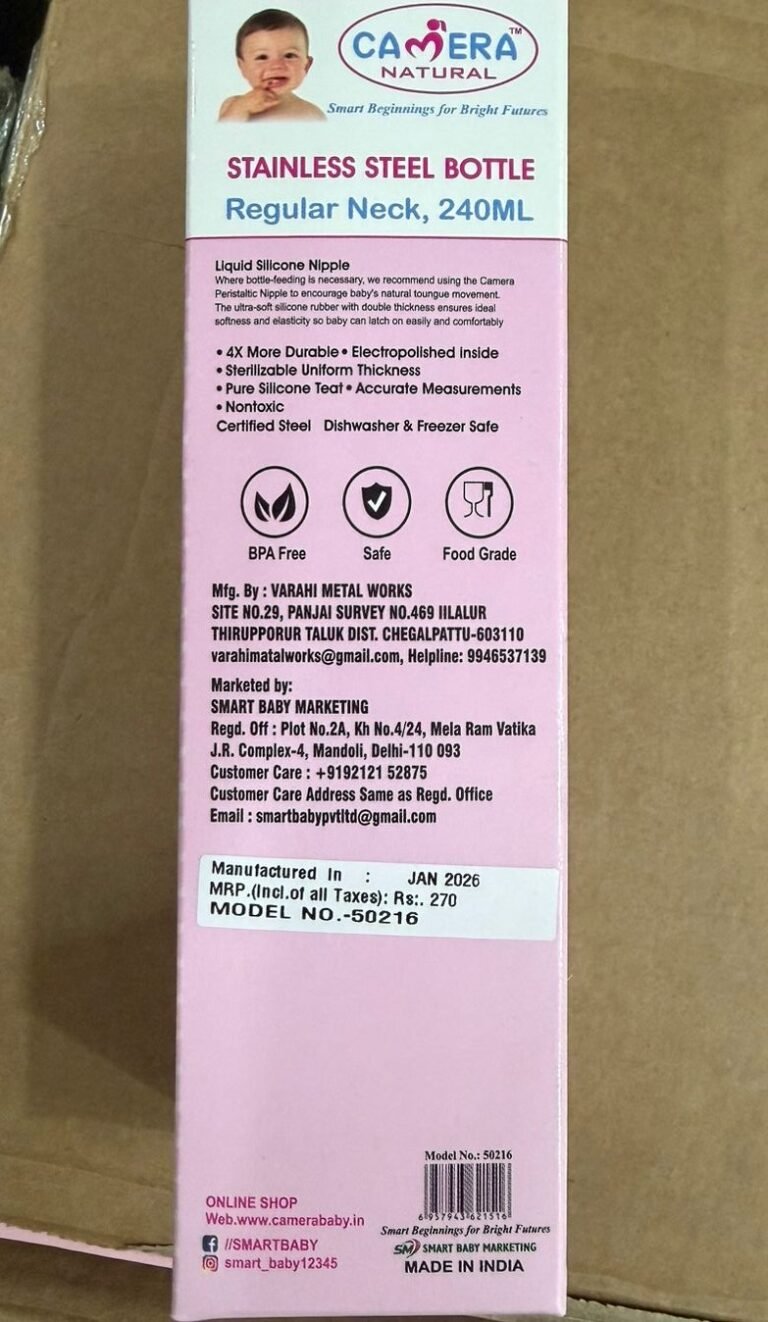 CAMERA™
NATURAL
Smart Beginnings for Bright Futures
STAINLESS STEEL BOTTLE
Regular Neck, 240ML
Liquid Silicone Nipple
Where bottle-feeding is necessary, we recommend using the Camera
Peristaltic Nipple to encourage baby's natural toungue movement.
The ultra-soft silicone rubber with double thickness ensures ideal
softness and elasticity so baby can latch on easily and comfortably
• 4X More Durable • Electropolished inside
• Sterilizable Uniform Thickness
• Pure Silicone Teat • Accurate Measurements
• Nontoxic
Certified Steel Dishwasher & Freezer Safe
BPA Free Safe Food Grade
Mfg. By : VARAHI METAL WORKS
SITE NO.29, PANJAI SURVEY NO.469 IILALUR
THIRUPPORUR TALUK DIST. CHEGALPATTU-603110
varahimatalworks@gmail.com, Helpline: 9946537139
Marketed by:
SMART BABY MARKETING
Regd. Off : Plot No.2A, Kh No.4/24, Mela Ram Vatika
J.R. Complex-4, Mandoli, Delhi-110 093
Customer Care : +9192121 52875
Customer Care Address Same as Regd. Office
Email : smartbabypvtltd@gmail.com
Manufactured In : JAN 2026
MRP.(Incl.of all Taxes): Rs:. 270
MODEL NO.-50216
Model No.: 50216
6 957943 621516
ONLINE SHOP
Web.www.camerababy.in
//SMARTBABY
smart_baby12345
Smart Beginnings for Bright Futures
SM SMART BABY MARKETING
MADE IN INDIA